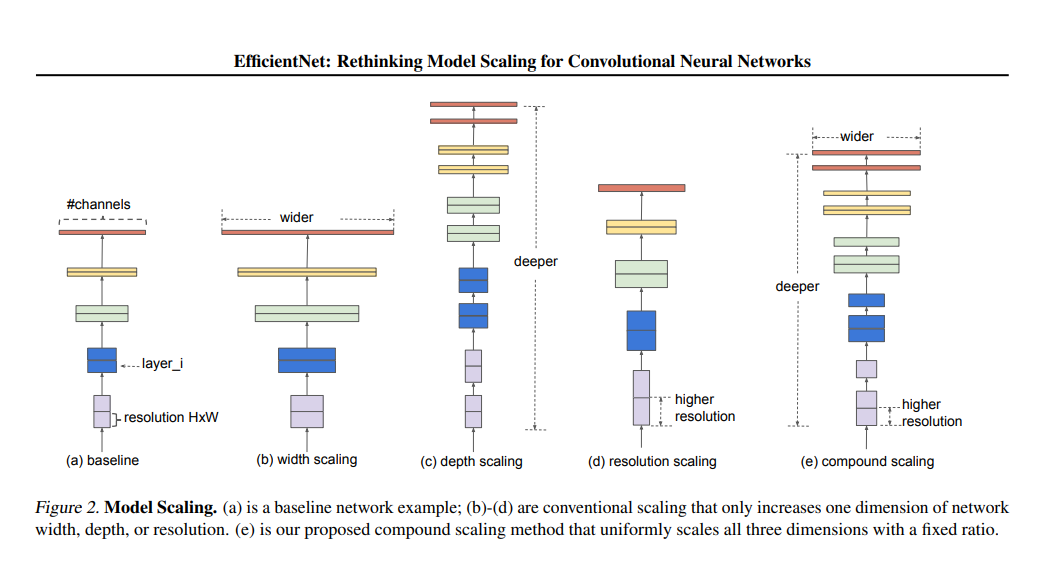 EfficientNet: Rethinking Model Scaling for Convolutional Neural Networks
#channels
layer_i
resolution HxW
(a) baseline
wider
(b) width scaling
deeper
(c) depth scaling
higher
resolution
(d) resolution scaling
wider
deeper
higher
resolution
(e) compound scaling
Figure 2. Model Scaling. (a) is a baseline network example; (b)-(d) are conventional scaling that only increases one dimension of network
width, depth, or resolution. (e) is our proposed compound scaling method that uniformly scales all three dimensions with a fixed ratio.